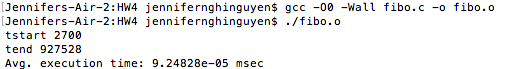 [Jennifers-Air-2:HW4 jennifernghinguyen$ gcc -O0 -Wall fibo.c -o fibo.o
[Jennifers-Air-2:HW4 jennifernghinguyen$ ./fibo.o
tstart 2700
tend 927528
Avg. execution time: 9.24828e-05 msec